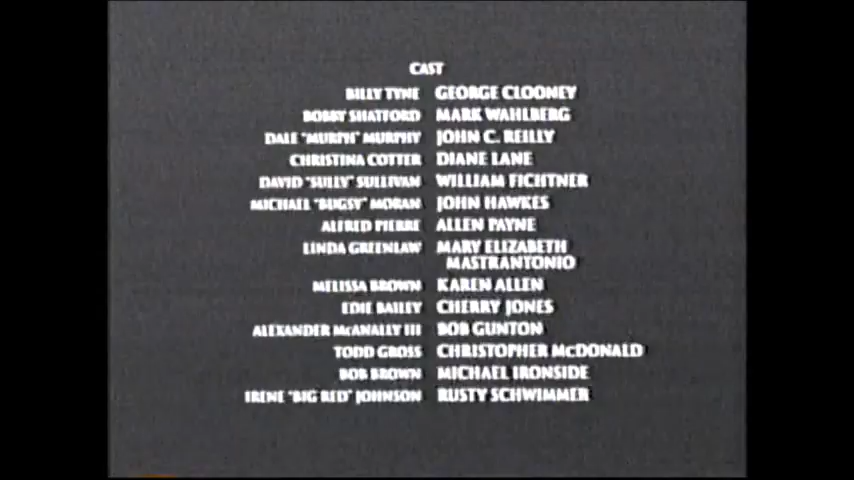 CAST
BILLY TYNE GEORGE CLOONEY
BOBBY SHATFORD MARK WAHLBERG
DALE "MURPH" MURPHY JOHN C. REILLY
CHRISTINA COTTER DIANE LANE
DAVID "SULLY" SULLIVAN WILLIAM FICHTNER
MICHAEL "BUGSY" MORAN JOHN HAWKES
ALFRED PIERRE ALLEN PAYNE
LINDA GREENLAW MARY ELIZABETH
MASTRANTONIO
MELISSA BROWN KAREN ALLEN
EDIE BAILEY CHERRY JONES
ALEXANDER McANALLY III BOB GUNTON
TODD GROSS CHRISTOPHER McDONALD
BOB BROWN MICHAEL IRONSIDE
IRENE "BIG RED" JOHNSON RUSTY SCHWIMMER